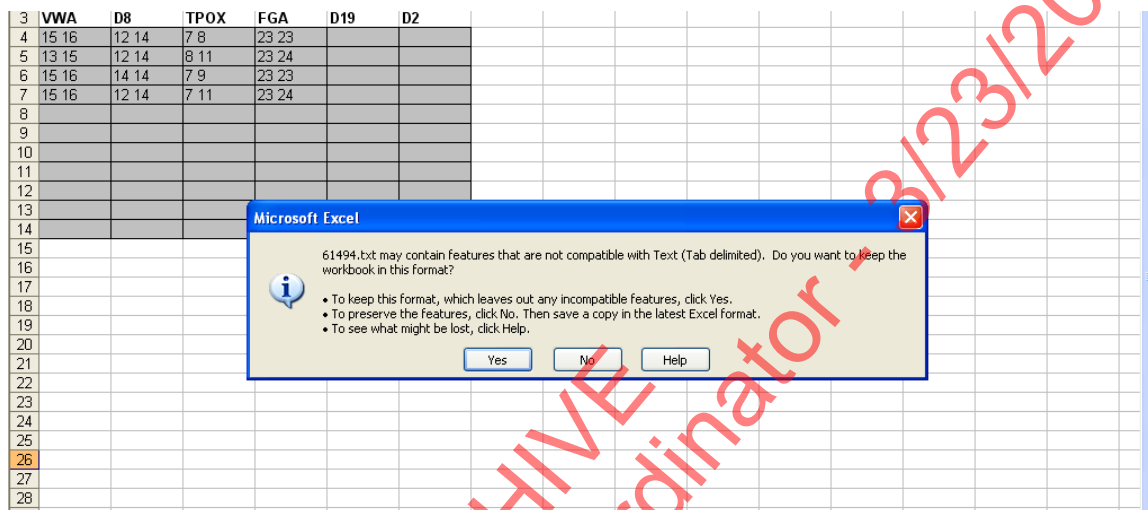 3 VWA D8 TPOX FGA D19 D2
4 15 16 12 14 7 8 23 23
5 13 15 12 14 8 11 23 24
6 15 16 14 14 7 9 23 23
7 15 16 12 14 7 11 23 24
8
9
10
11
12
13
14
Microsoft Excel
15
61494.txt may contain features that are not compatible with Text (Tab delimited). Do you want to keep the
workbook in this format?
16
17
• To keep this format, which leaves out any incompatible features, click Yes.
18
• To preserve the features, click No. Then save a copy in the latest Excel format.
19
• To see what might be lost, click Help.
20
21
Yes No Help
22
23
24
25
26
27
28
HIVE
rdinator - 3/23/20